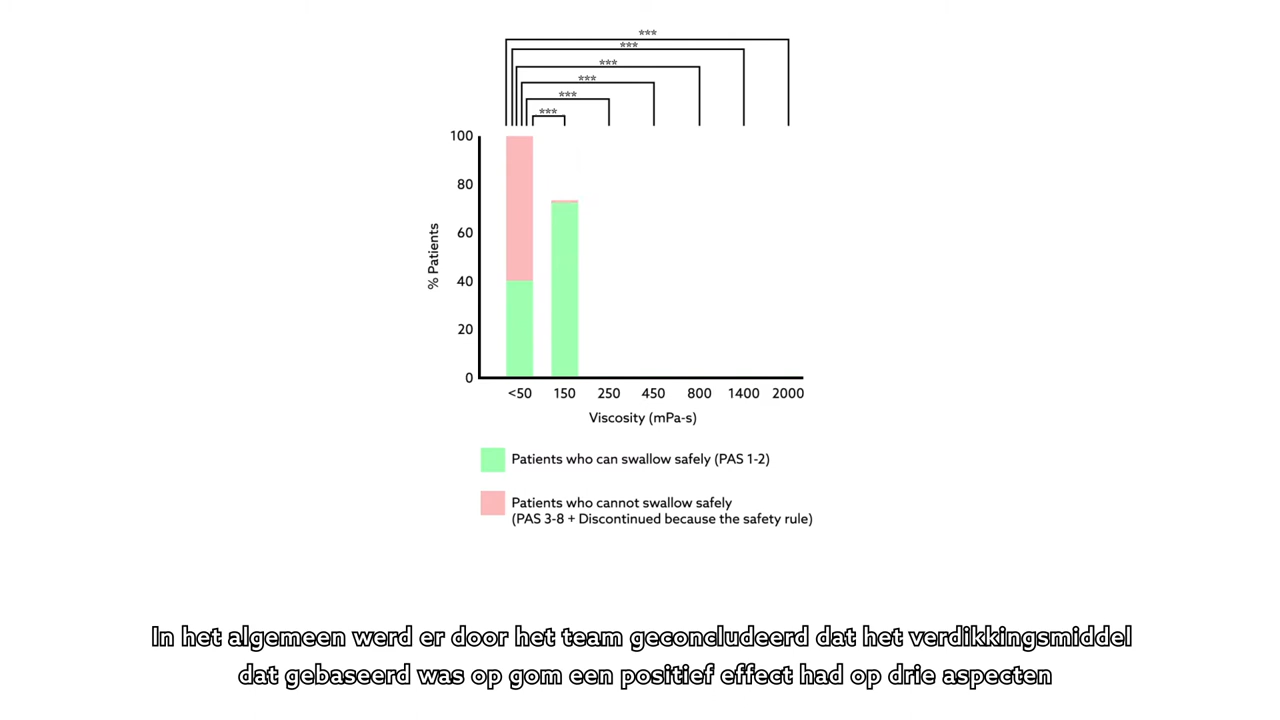 ***
***
***
***
***
***
100
80
60
40
20
0
% Patients
<50 150 250 450 800 1400 2000
Viscosity (mPa-s)
Patients who can swallow safely (PAS 1-2)
Patients who cannot swallow safely
(PAS 3-8 + Discontinued because the safety rule)
In het algemeen werd er door het team geconcludeerd dat het verdikkingsmiddel
dat gebaseerd was op gom een positief effect had op drie aspecten